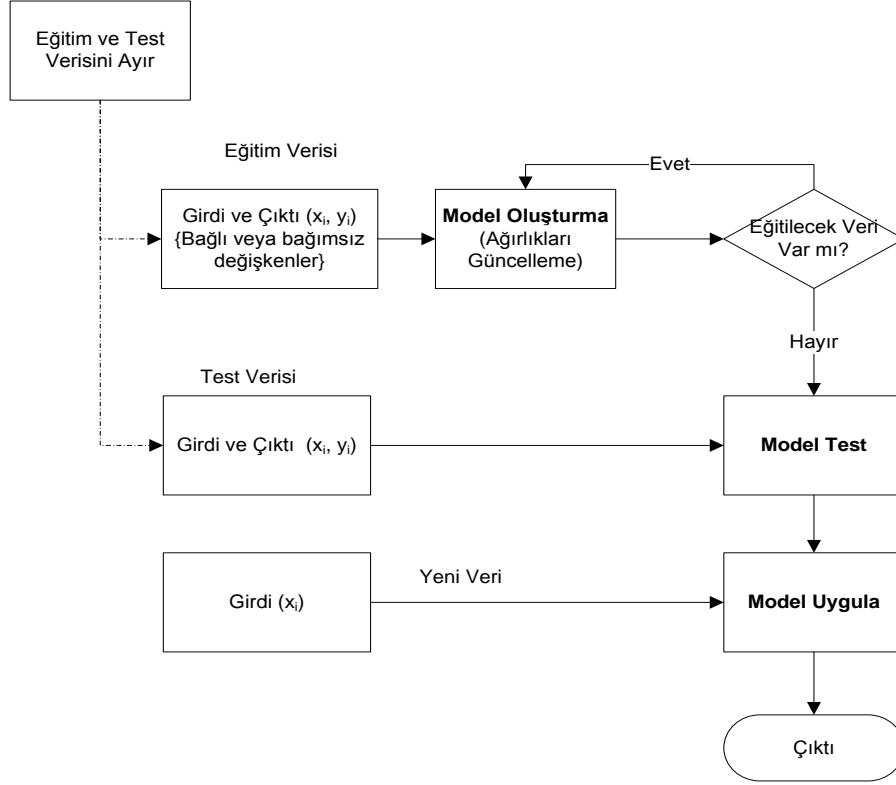 Eğitim ve Test
Verisini Ayır
Eğitim Verisi
Evet
Girdi ve Çıktı (xᵢ, yᵢ)
{Bağlı veya bağımsız
değişkenler}
Model Oluşturma
(Ağırlıkları
Güncelleme)
Eğitilecek Veri
Var mı?
Hayır
Test Verisi
Girdi ve Çıktı (xᵢ, yᵢ)
Model Test
Yeni Veri
Girdi (xᵢ)
Model Uygula
Çıktı